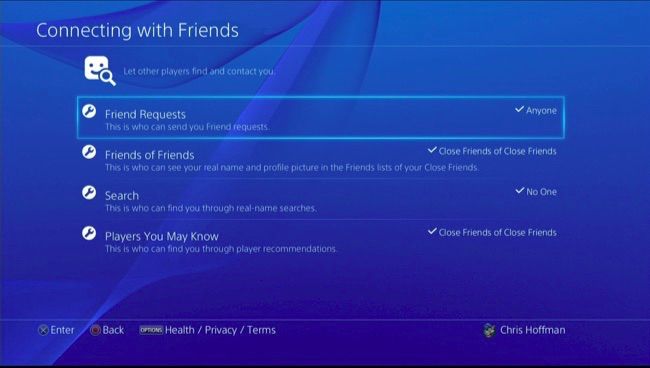 Connecting with Friends
Let other players find and contact you.
Friend Requests
Anyone
This is who can send you Friend requests.
Friends of Friends
Close Friends of Close Friends
This is who can see your real name and profile picture in the Friends lists of your Close Friends.
Search
No One
This is who can find you through real-name searches.
Players You May Know
Close Friends of Close Friends
This is who can find you through player recommendations.
Enter Back OPTIONS Health / Privacy / Terms Chris Hoffman